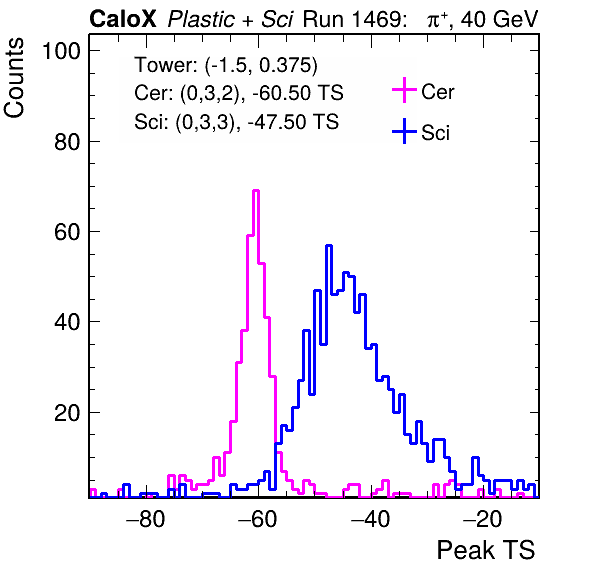 CaloX Plastic + Sci Run 1469: π⁺, 40 GeV
Counts
100
80
60
40
20
Tower: (-1.5, 0.375)
Cer: (0,3,2), -60.50 TS
Sci: (0,3,3), -47.50 TS
Cer
Sci
−80 −60 −40 −20
Peak TS